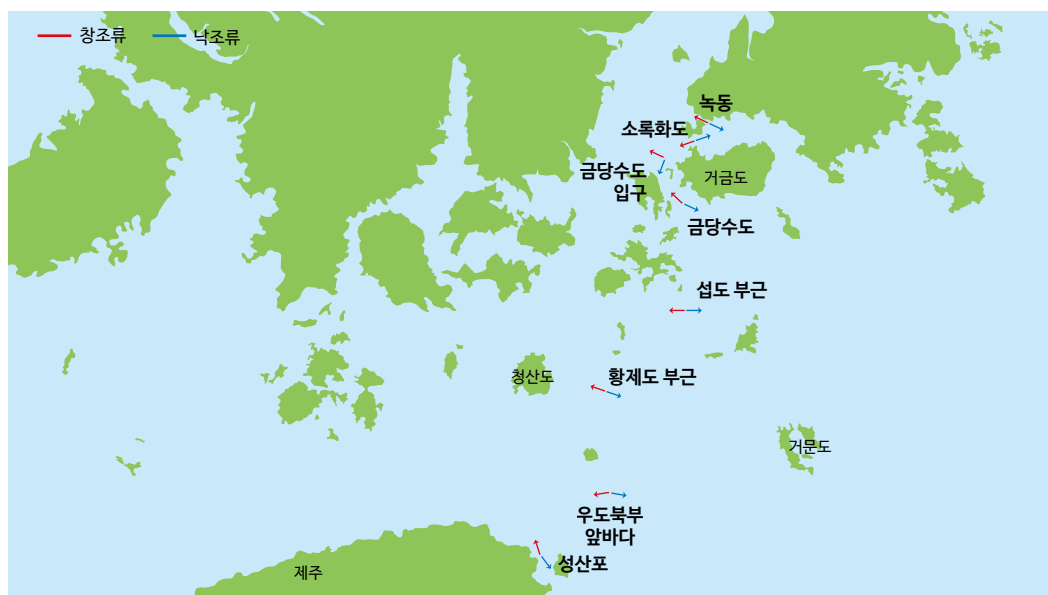 창조류
낙조류
녹동
소록화도
금당수도
입구
거금도
금당수도
섭도 부근
청산도
황제도 부근
거문도
우도북부
앞바다
성산포
제주